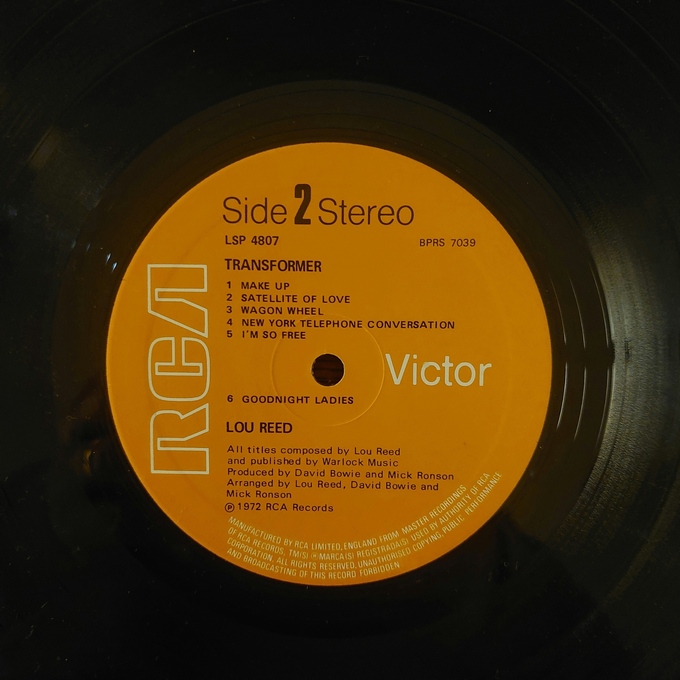 Side 2 Stereo
LSP 4807 BPRS 7039
TRANSFORMER
1 MAKE UP
2 SATELLITE OF LOVE
3 WAGON WHEEL
4 NEW YORK TELEPHONE CONVERSATION
5 I'M SO FREE
RCA
Victor
6 GOODNIGHT LADIES
LOU REED
All titles composed by Lou Reed
and published by Warlock Music
Produced by David Bowie and Mick Ronson
Arranged by Lou Reed, David Bowie and
Mick Ronson
Ⓟ 1972 RCA Records
MANUFACTURED BY RCA LIMITED, ENGLAND FROM MASTER RECORDINGS
OF RCA RECORDS. TM(S) ® MARCA(S) REGISTRADA(S) USED BY AUTHORITY OF RCA
CORPORATION. ALL RIGHTS RESERVED. UNAUTHORISED COPYING, PUBLIC PERFORMANCE
AND BROADCASTING OF THIS RECORD FORBIDDEN